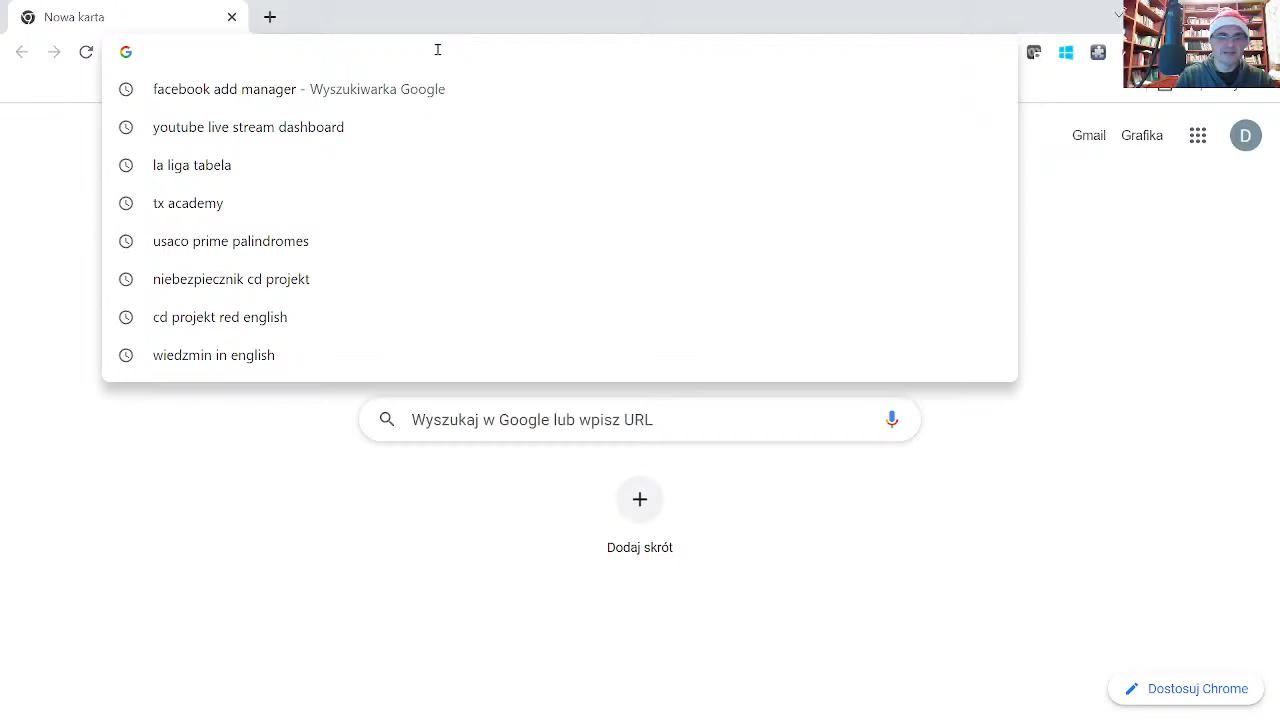 Nowa karta
facebook add manager - Wyszukiwarka Google
youtube live stream dashboard
la liga tabela
tx academy
usaco prime palindromes
niebezpiecznik cd projekt
cd projekt red english
wiedzmin in english
Gmail
Grafika
D
Wyszukaj w Google lub wpisz URL
Dodaj skrót
Dostosuj Chrome